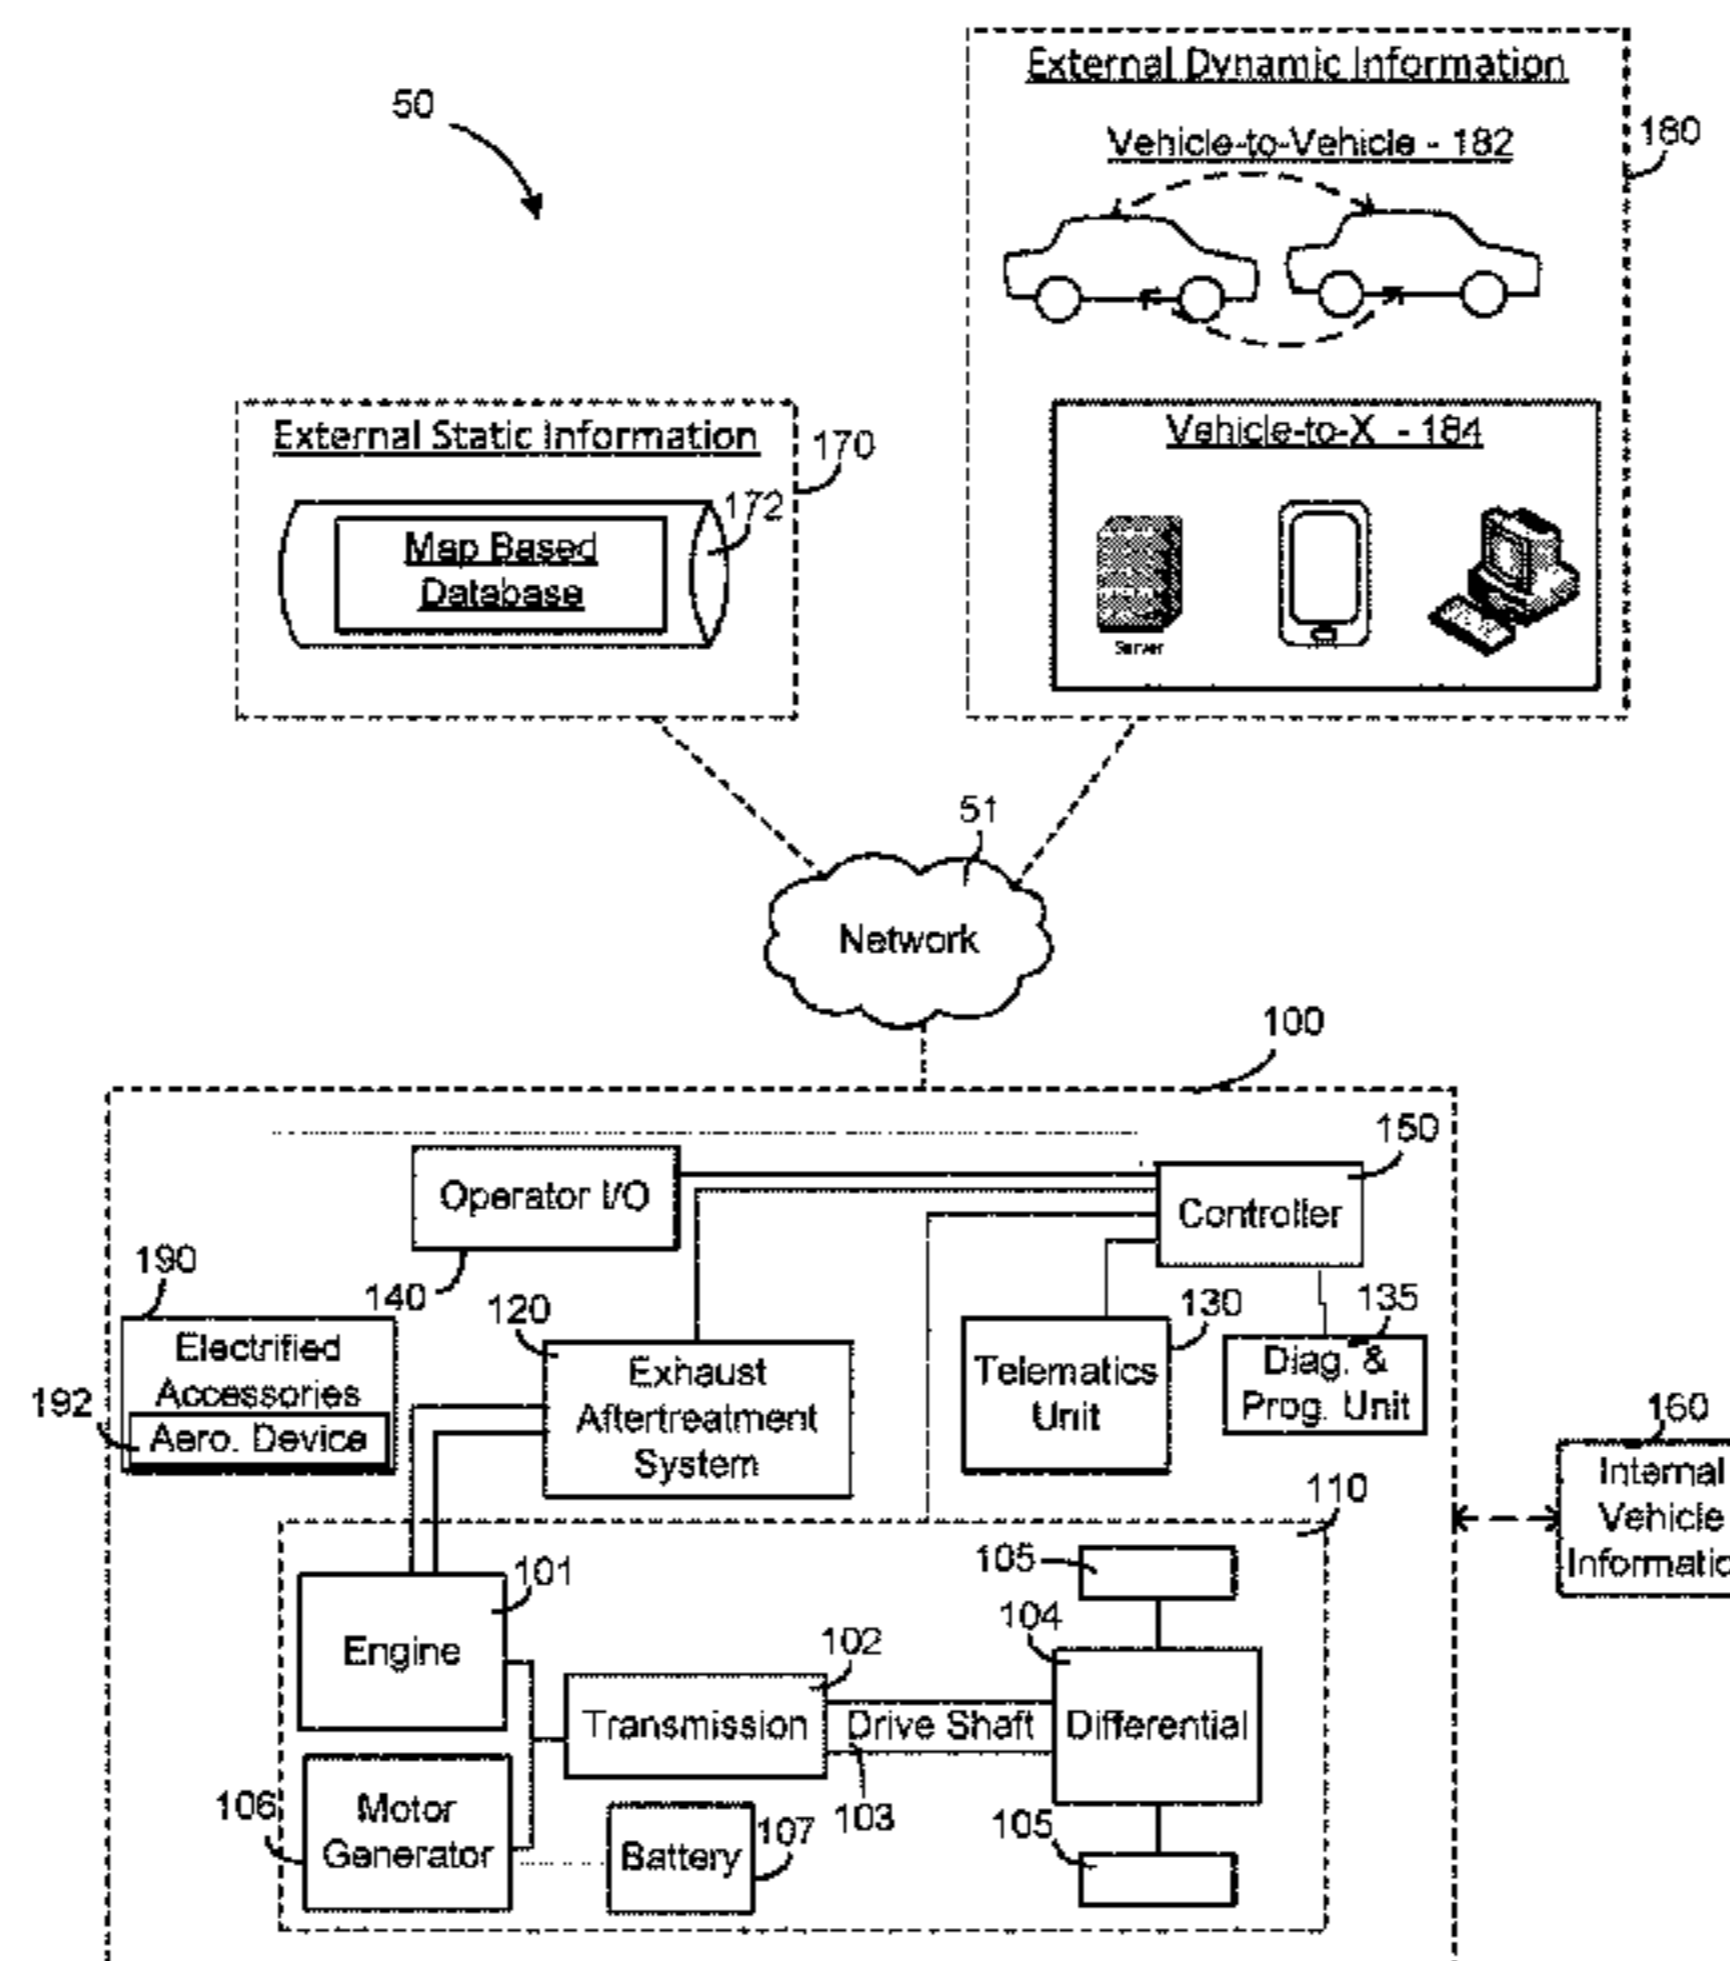 50
External Dynamic Information
180
Vehicle-to-Vehicle - 182
External Static Information
170
172
Map Based
Database
Vehicle-to-X - 184
Server
51
Network
100
150
Operator I/O
Controller
140
190
Electrified
Accessories
192
Aero. Device
120
Exhaust
Aftertreatment
System
130
Telematics
Unit
135
Diag. &
Prog. Unit
160
Internal
Vehicle
110
101
Engine
102
Transmission
Drive Shaft
103
104
Differential
105
105
106
Motor
Generator
Battery
107